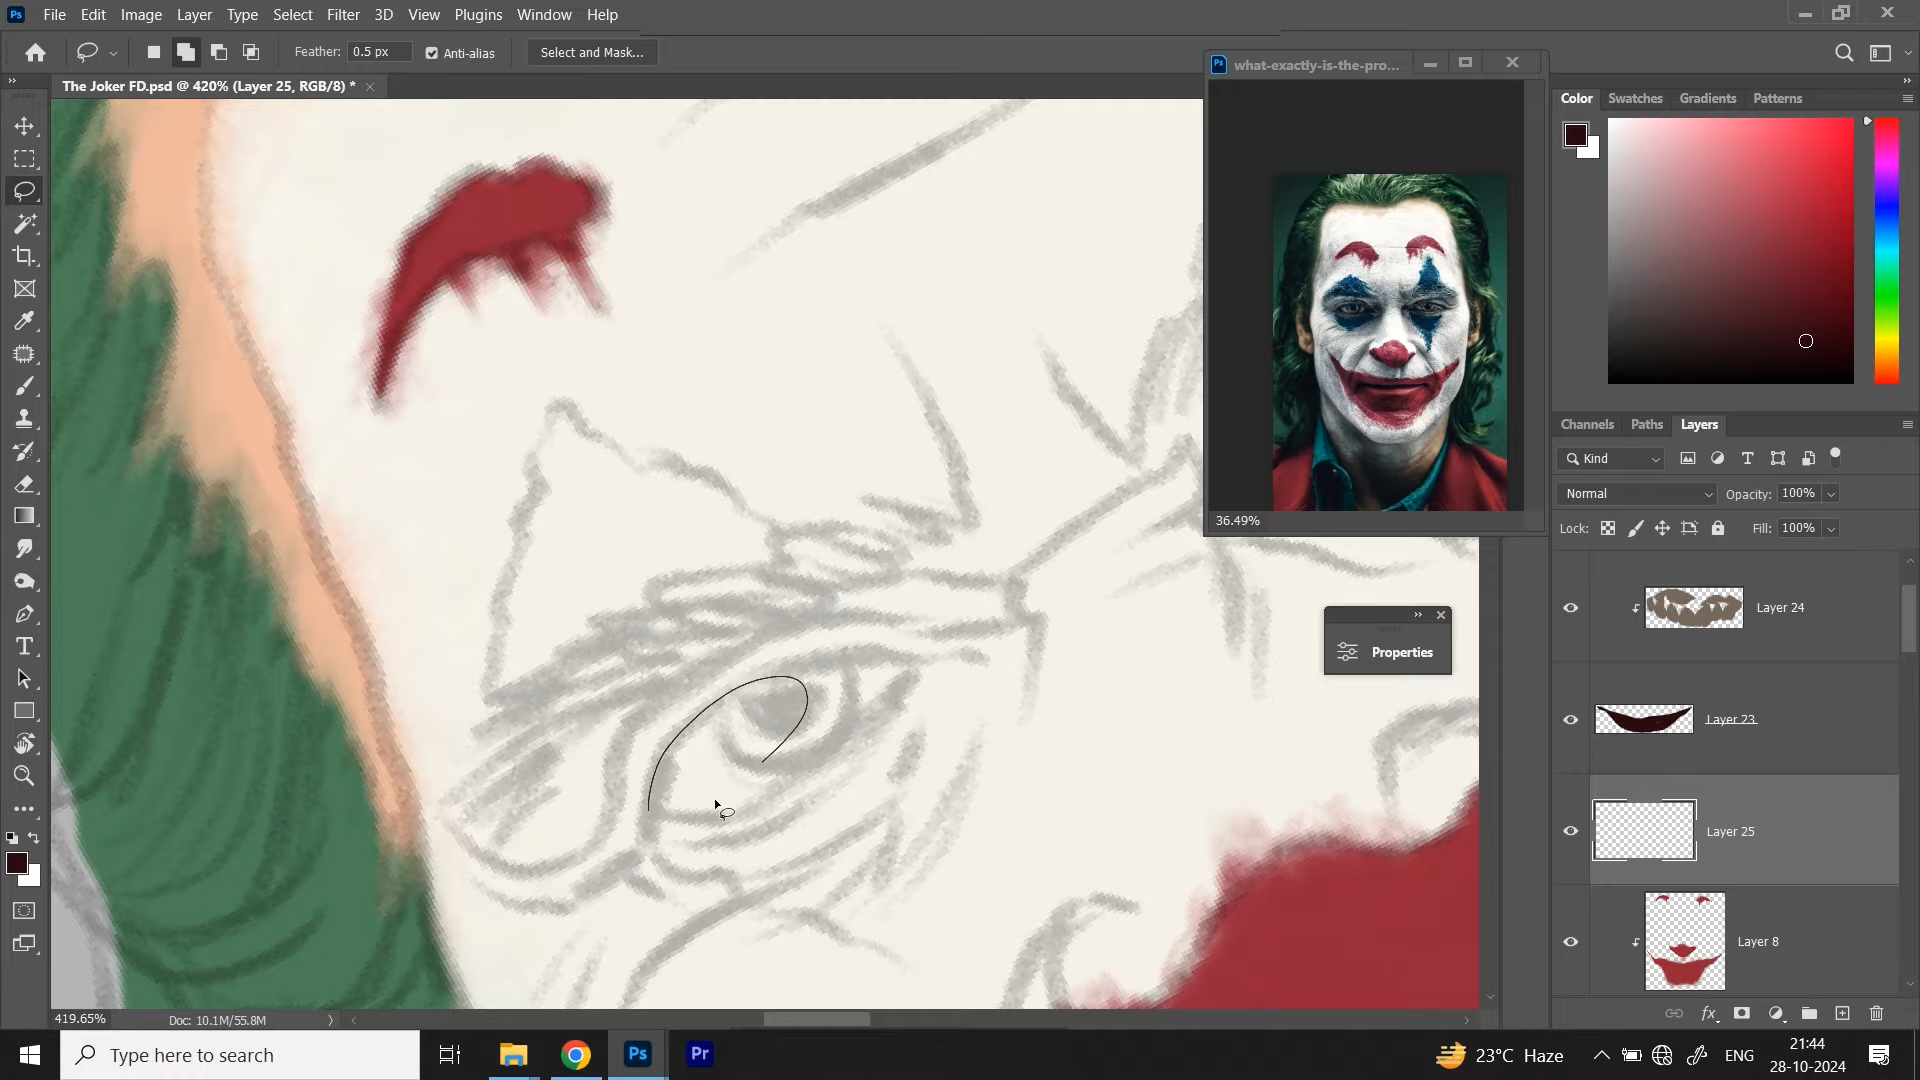 Ps File Edit Image Layer Type Select Filter 3D View Plugins Window Help
Feather: 0.5 px Anti-alias Select and Mask...
The Joker FD.psd @ 420% (Layer 25, RGB/8) *
Ps what-exactly-is-the-pro...
36.49%
Color Swatches Gradients Patterns
Channels Paths Layers
Kind
Normal Opacity: 100%
Lock: Fill: 100%
Layer 24
Layer 23
Layer 25
Layer 8
Properties
419.65% Doc: 10.1M/55.8M
Type here to search
Ps
Pr
23°C Haze
ENG
21:44
28-10-2024